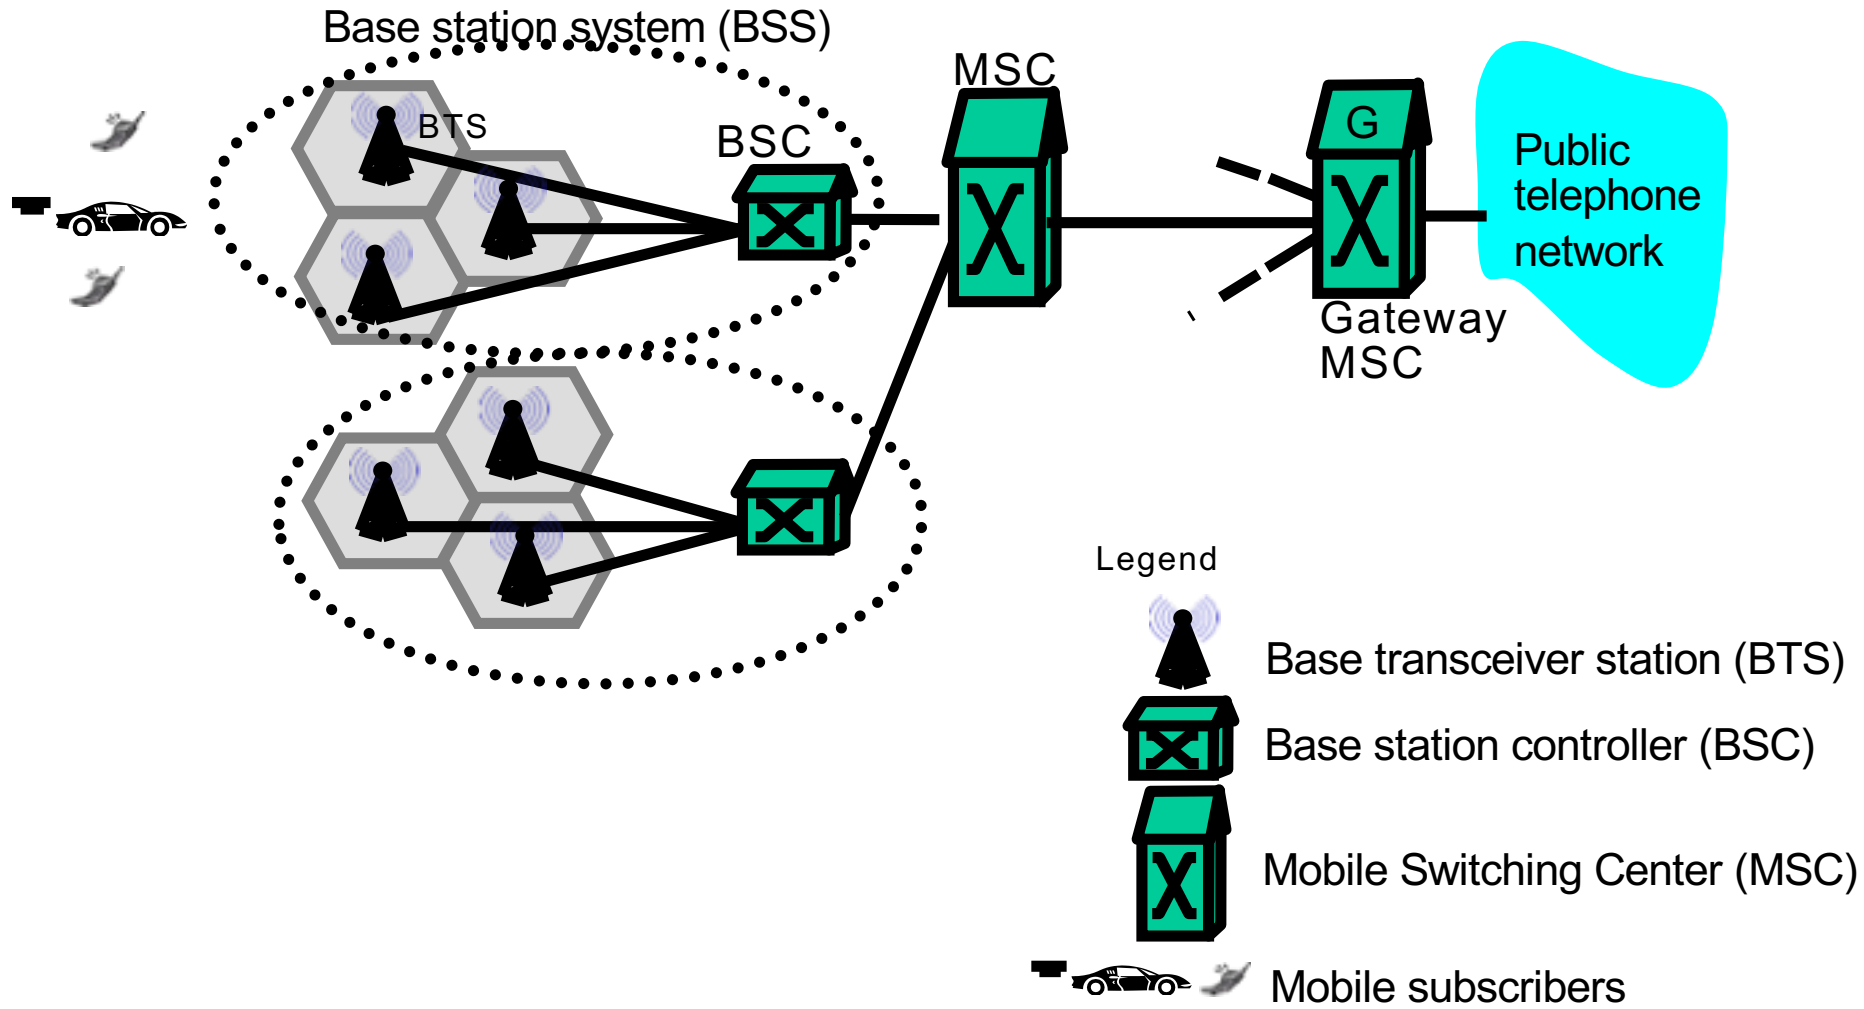 Base station system (BSS)
MSC
BTS
BSC
G
Public
telephone
network
Gateway
MSC
Legend
Base transceiver station (BTS)
Base station controller (BSC)
Mobile Switching Center (MSC)
Mobile subscribers